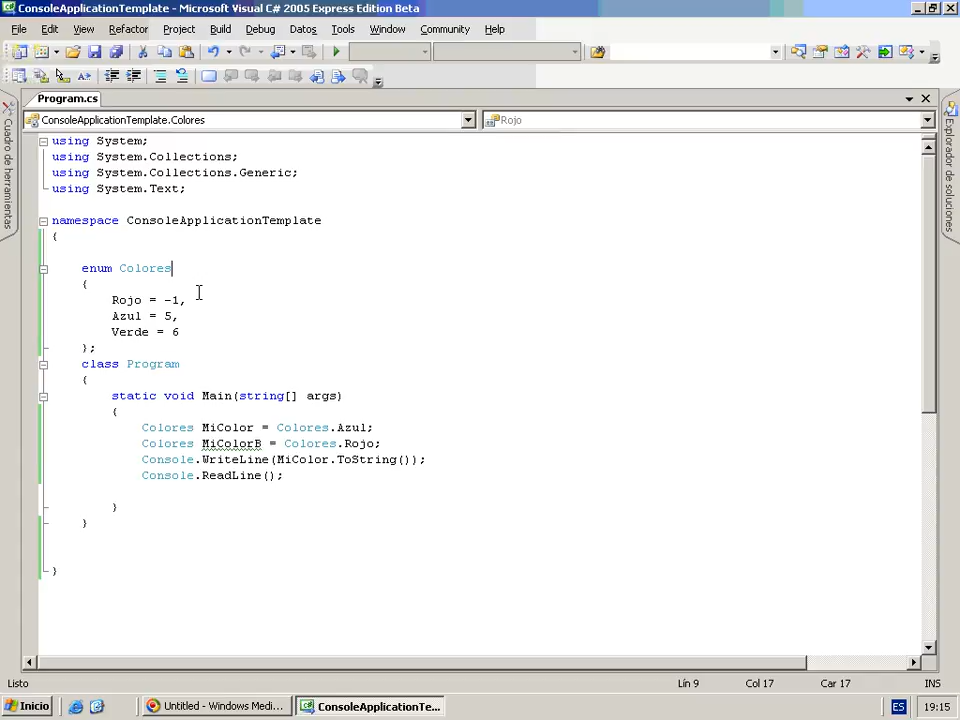 ConsoleApplicationTemplate - Microsoft Visual C# 2005 Express Edition Beta
File Edit View Refactor Project Build Debug Datos Tools Window Community Help
Program.cs
ConsoleApplicationTemplate.Colores Rojo
Cuadro de herramientas
Explorador de soluciones
using System;
using System.Collections;
using System.Collections.Generic;
using System.Text;
namespace ConsoleApplicationTemplate
{
enum Colores
{
Rojo = -1,
Azul = 5,
Verde = 6
};
class Program
{
static void Main(string[] args)
{
Colores MiColor = Colores.Azul;
Colores MiColorB = Colores.Rojo;
Console.WriteLine(MiColor.ToString());
Console.ReadLine();
}
}
}
Listo Lín 9 Col 17 Car 17 INS
Inicio Untitled - Windows Medi... ConsoleApplicationTe... ES 19:15